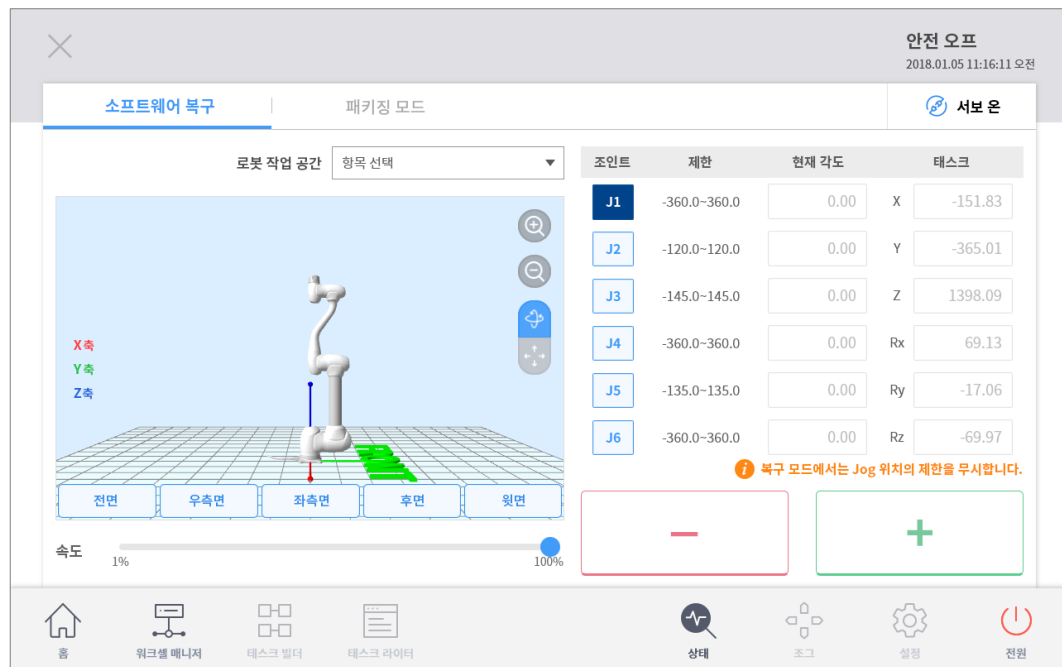 안전 오프
2018.01.05 11:16:11 오전
소프트웨어 복구
패키징 모드
서보 온
로봇 작업 공간
항목 선택
조인트 제한 현재 각도 태스크
J1 -360.0~360.0 0.00 X -151.83
J2 -120.0~120.0 0.00 Y -365.01
J3 -145.0~145.0 0.00 Z 1398.09
J4 -360.0~360.0 0.00 Rx 69.13
J5 -135.0~135.0 0.00 Ry -17.06
J6 -360.0~360.0 0.00 Rz -69.97
X축
Y축
Z축
전면 우측면 좌측면 후면 윗면
i 복구 모드에서는 Jog 위치의 제한을 무시합니다.
속도
1% 100%
− +
홈 워크셀 매니저 태스크 빌더 태스크 라이터 상태 조그 설정 전원